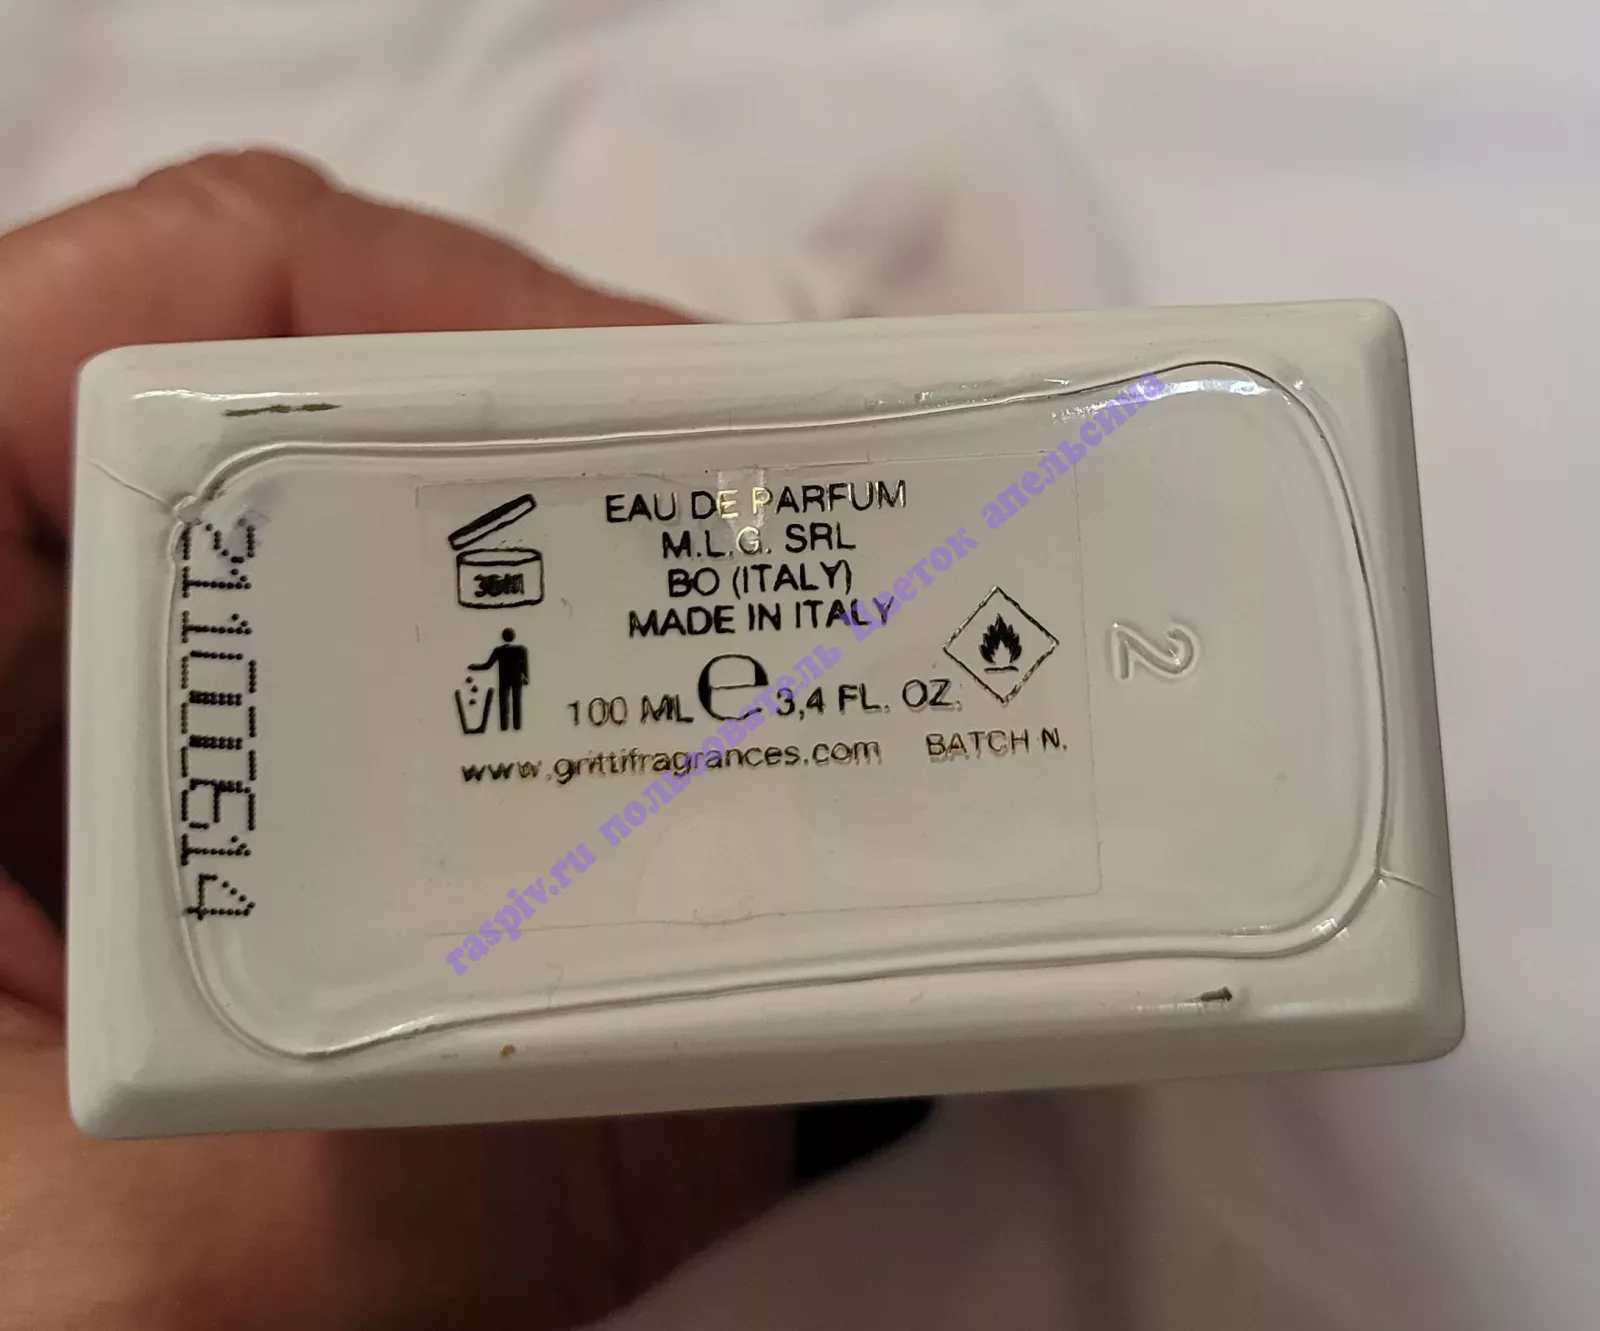 EAU DE PARFUM
M.L.G. SRL
BO (ITALY)
MADE IN ITALY
36M
100 ML e 3,4 FL. OZ.
www.grittifragrances.com BATCH N.
2
raspiv.ru пользователь Цветок апельсина